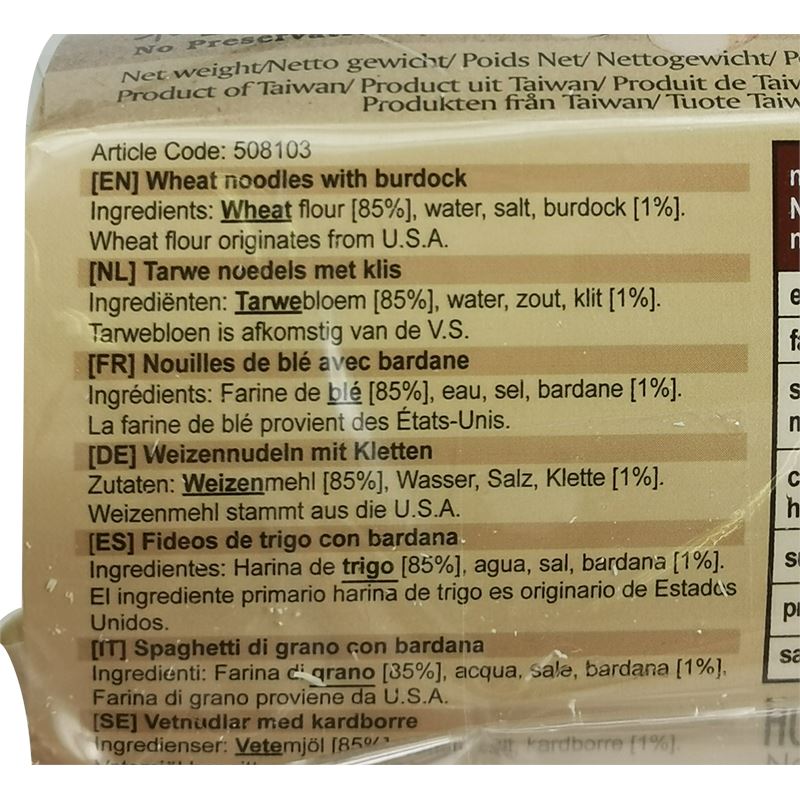 No Preservat
Net weight/Netto gewicht/ Poids Net/ Nettogewicht/ P
Product of Taiwan/ Product uit Taiwan/ Produit de Taiw
Produkten från Taiwan/ Tuote Taiw
Article Code: 508103
[EN] Wheat noodles with burdock
Ingredients: Wheat flour [85%], water, salt, burdock [1%].
Wheat flour originates from U.S.A.
[NL] Tarwe noedels met klis
Ingrediënten: Tarwebloem [85%], water, zout, klit [1%].
Tarwebloen is afkomstig van de V.S.
[FR] Nouilles de blé avec bardane
Ingrédients: Farine de blé [85%], eau, sel, bardane [1%].
La farine de blé provient des États-Unis.
[DE] Weizennudeln mit Kletten
Zutaten: Weizenmehl [85%], Wasser, Salz, Klette [1%].
Weizenmehl stammt aus die U.S.A.
[ES] Fideos de trigo con bardana
Ingredientes: Harina de trigo [85%], agua, sal, bardana [1%].
El ingrediente primario harina de trigo es originario de Estados
Unidos.
[IT] Spaghetti di grano con bardana
Ingredienti: Farina di grano [85%], acqua, sale, bardana [1%].
Farina di grano proviene da U.S.A.
[SE] Vetnudlar med kardborre
Ingredienser: Vetemjöl [85% kardborre [1%].